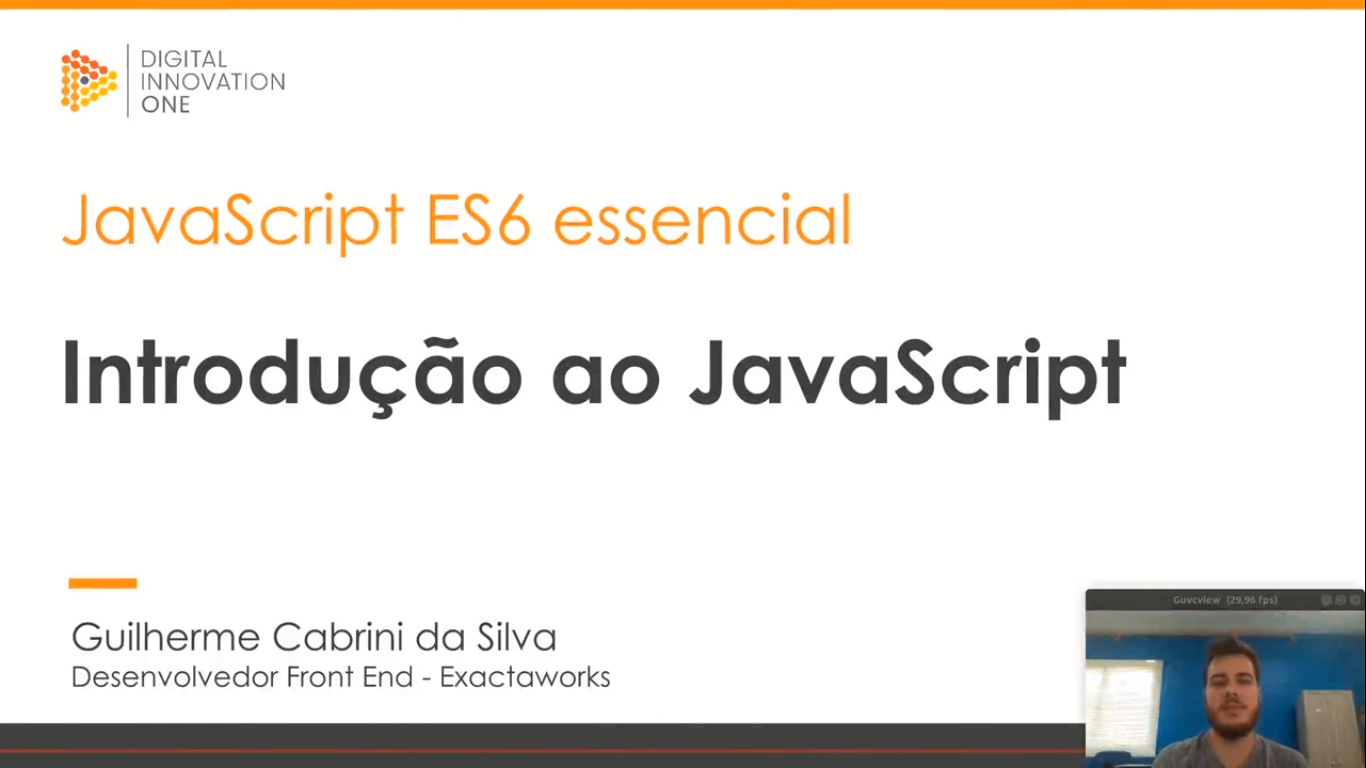 DIGITAL
INNOVATION
ONE
JavaScript ES6 essencial
Introdução ao JavaScript
Guilherme Cabrini da Silva
Desenvolvedor Front End - Exactaworks
Guvcview (29,96 fps)